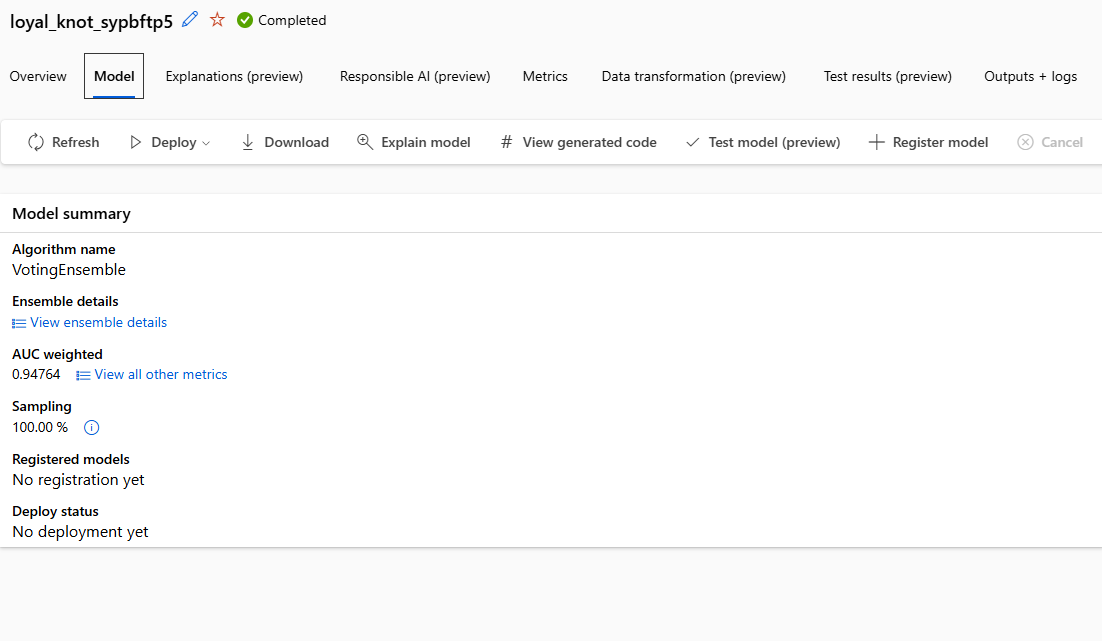 loyal_knot_sypbftp5 Completed
Overview Model Explanations (preview) Responsible AI (preview) Metrics Data transformation (preview) Test results (preview) Outputs + logs
Refresh Deploy Download Explain model # View generated code Test model (preview) Register model Cancel
Model summary
Algorithm name
VotingEnsemble
Ensemble details
View ensemble details
AUC weighted
0.94764 View all other metrics
Sampling
100.00 %
Registered models
No registration yet
Deploy status
No deployment yet